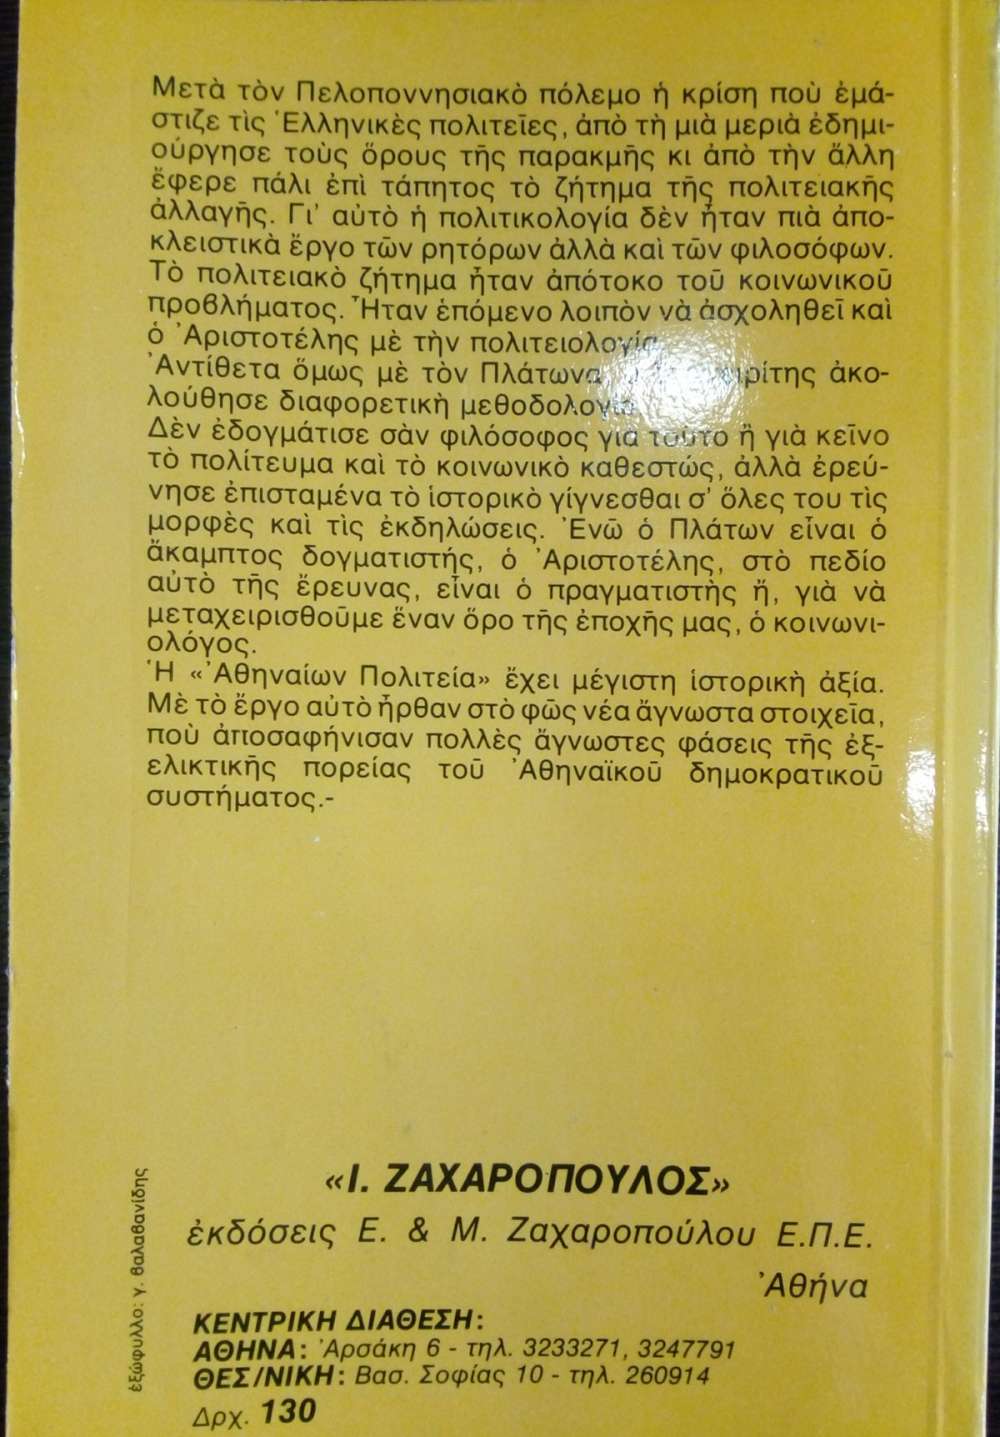 Μετὰ τὸν Πελοποννησιακὸ πόλεμο ἡ κρίση ποὺ ἐμά-
στιζε τὶς Ἑλληνικὲς πολιτεῖες, ἀπὸ τὴ μιὰ μεριὰ ἐδημι-
ούργησε τοὺς ὅρους τῆς παρακμῆς κι ἀπὸ τὴν ἄλλη
ἔφερε πάλι ἐπὶ τάπητος τὸ ζήτημα τῆς πολιτειακῆς
ἀλλαγῆς. Γι' αὐτὸ ἡ πολιτικολογία δὲν ἦταν πιὰ ἀπο-
κλειστικὰ ἔργο τῶν ρητόρων ἀλλὰ καὶ τῶν φιλοσόφων.
Τὸ πολιτειακὸ ζήτημα ἦταν ἀπότοκο τοῦ κοινωνικοῦ
προβλήματος. Ἦταν ἑπόμενο λοιπὸν νὰ ἀσχοληθεῖ καὶ
ὁ Ἀριστοτέλης μὲ τὴν πολιτειολογία.
Ἀντίθετα ὅμως μὲ τὸν Πλάτωνα ἀκο-
λούθησε διαφορετικὴ μεθοδολογία.
Δὲν ἐδογμάτισε σὰν φιλόσοφος γιὰ τοῦτο ἢ γιὰ κεῖνο
τὸ πολίτευμα καὶ τὸ κοινωνικὸ καθεστώς, ἀλλὰ ἐρεύ-
νησε ἐπισταμένα τὸ ἱστορικὸ γίγνεσθαι σ' ὅλες του τὶς
μορφὲς καὶ τὶς ἐκδηλώσεις. Ἐνῶ ὁ Πλάτων εἶναι ὁ
ἄκαμπτος δογματιστής, ὁ Ἀριστοτέλης, στὸ πεδίο
αὐτὸ τῆς ἔρευνας, εἶναι ὁ πραγματιστὴς ἤ, γιὰ νὰ
μεταχειρισθοῦμε ἕναν ὅρο τῆς ἐποχῆς μας, ὁ κοινωνι-
ολόγος.
Ἡ «Ἀθηναίων Πολιτεία» ἔχει μέγιστη ἱστορικὴ ἀξία.
Μὲ τὸ ἔργο αὐτὸ ἦρθαν στὸ φῶς νέα ἄγνωστα στοιχεῖα,
ποὺ ἀποσαφήνισαν πολλὲς ἄγνωστες φάσεις τῆς ἐξ-
ελικτικῆς πορείας τοῦ Ἀθηναϊκοῦ δημοκρατικοῦ
συστήματος.-
«Ι. ΖΑΧΑΡΟΠΟΥΛΟΣ»
ἐκδόσεις Ε. & Μ. Ζαχαροπούλου Ε.Π.Ε.
Ἀθήνα
ΚΕΝΤΡΙΚΗ ΔΙΑΘΕΣΗ:
ΑΘΗΝΑ: Ἀρσάκη 6 - τηλ. 3233271, 3247791
ΘΕΣ/ΝΙΚΗ: Βασ. Σοφίας 10 - τηλ. 260914
Δρχ. 130
ἐξώφυλλο: γ. βαλαβανίδης